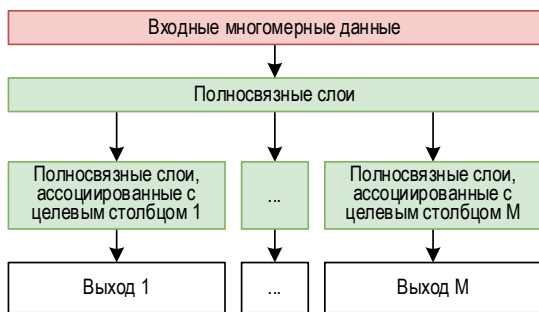 Входные многомерные данные
Полносвязные слои
Полносвязные слои,
ассоциированные с
целевым столбцом 1
...
Полносвязные слои,
ассоциированные с
целевым столбцом М
Выход 1
...
Выход М